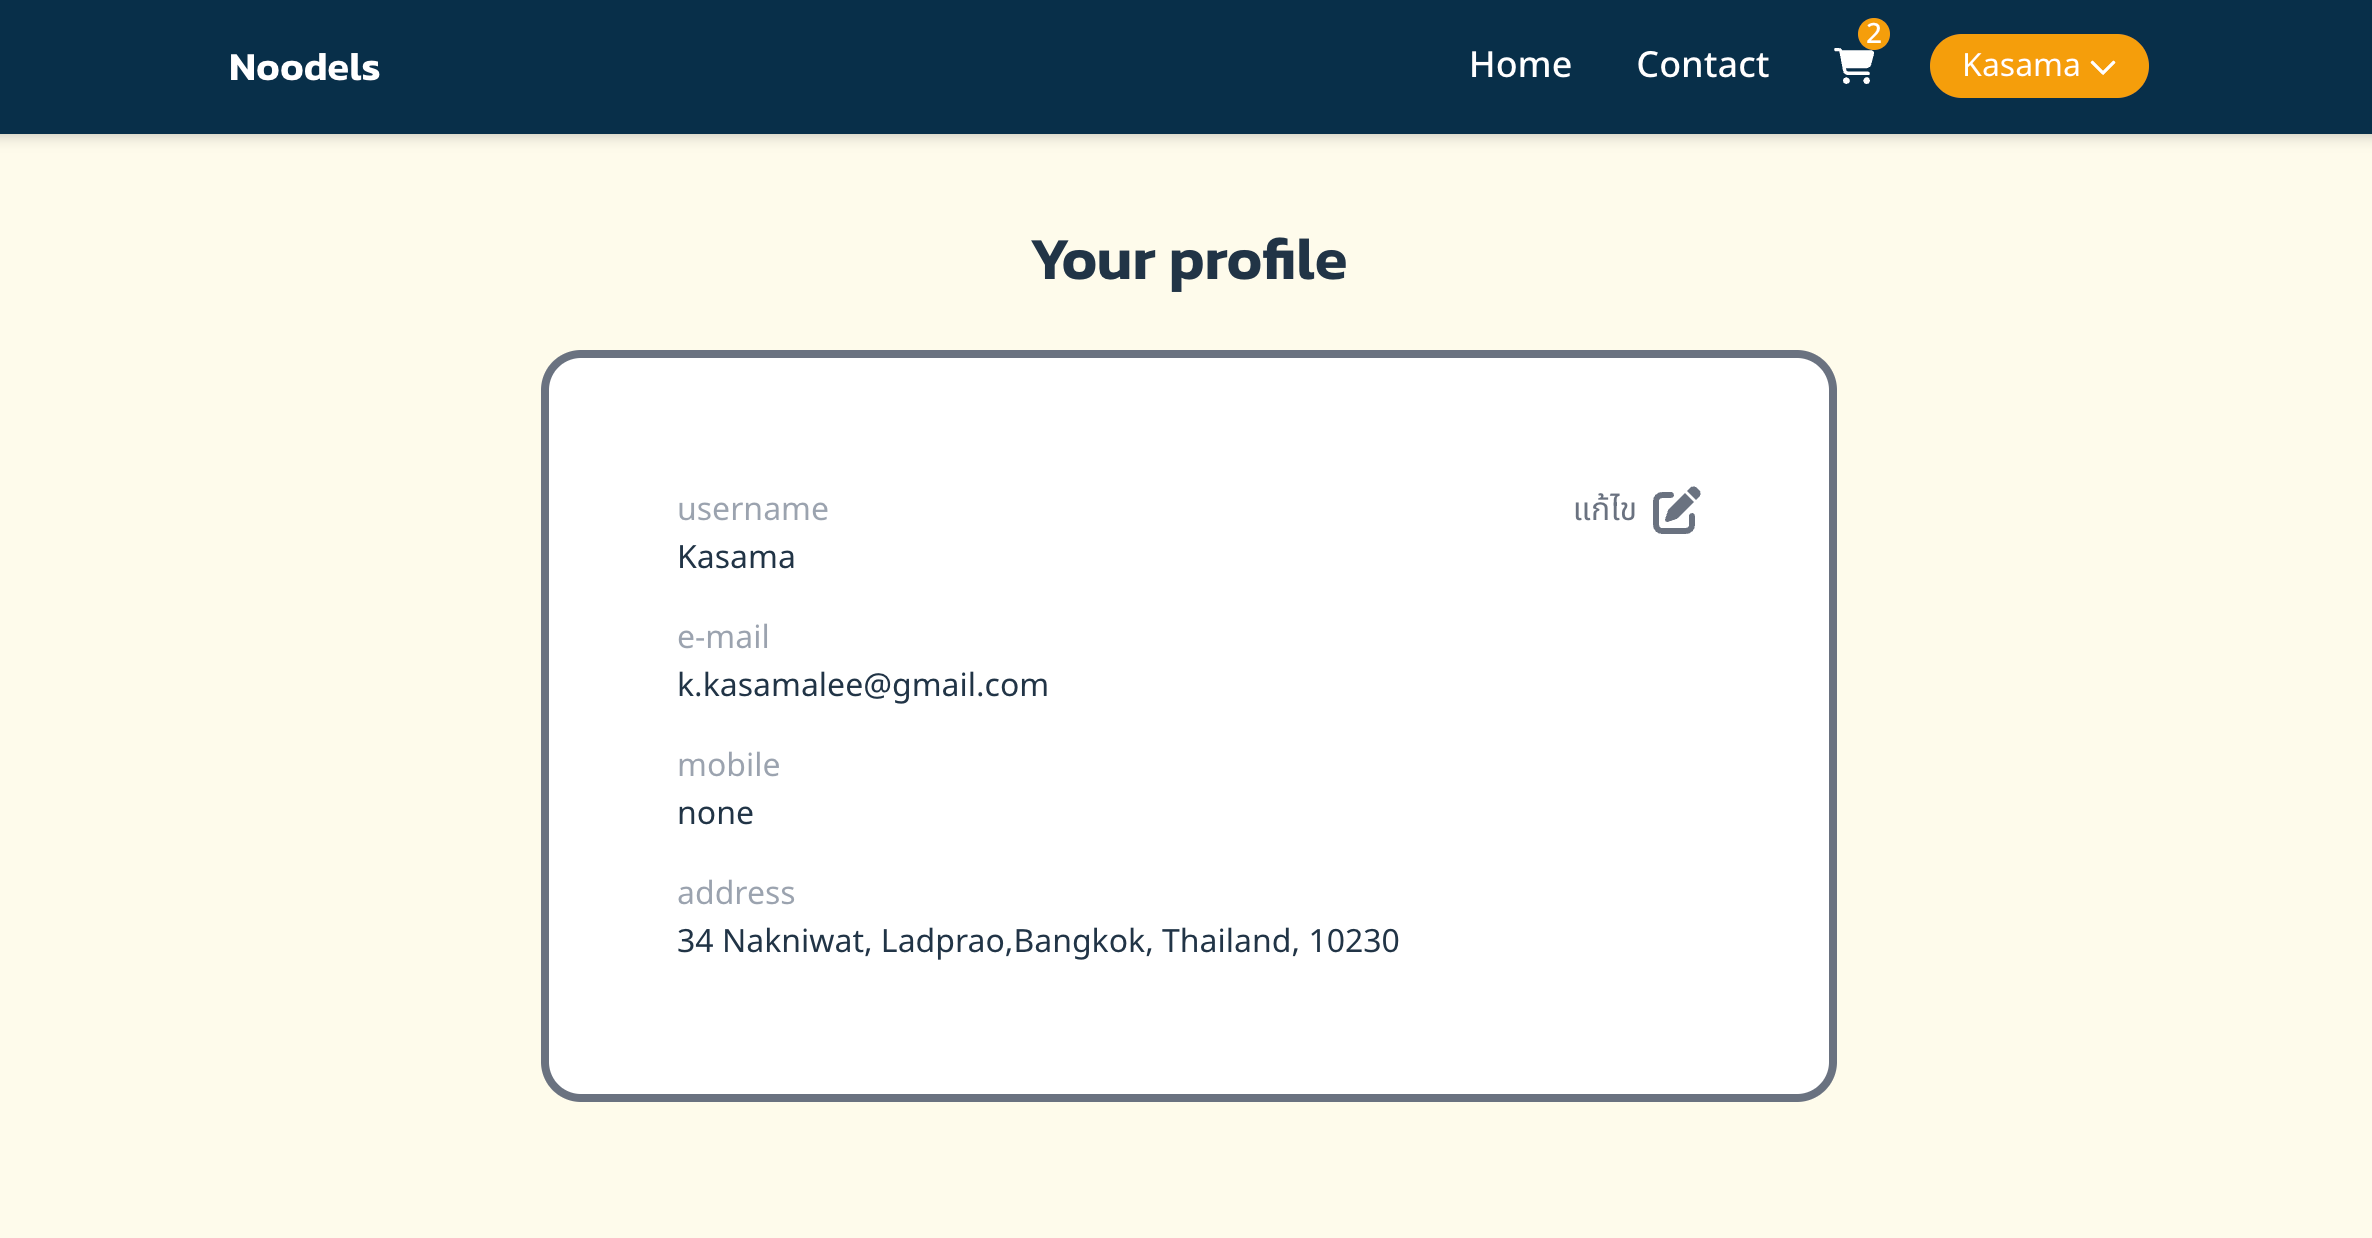 Noodels
Home
Contact
2
Kasama
Your profile
username
แก้ไข
Kasama
e-mail
k.kasamalee@gmail.com
mobile
none
address
34 Nakniwat, Ladprao,Bangkok, Thailand, 10230